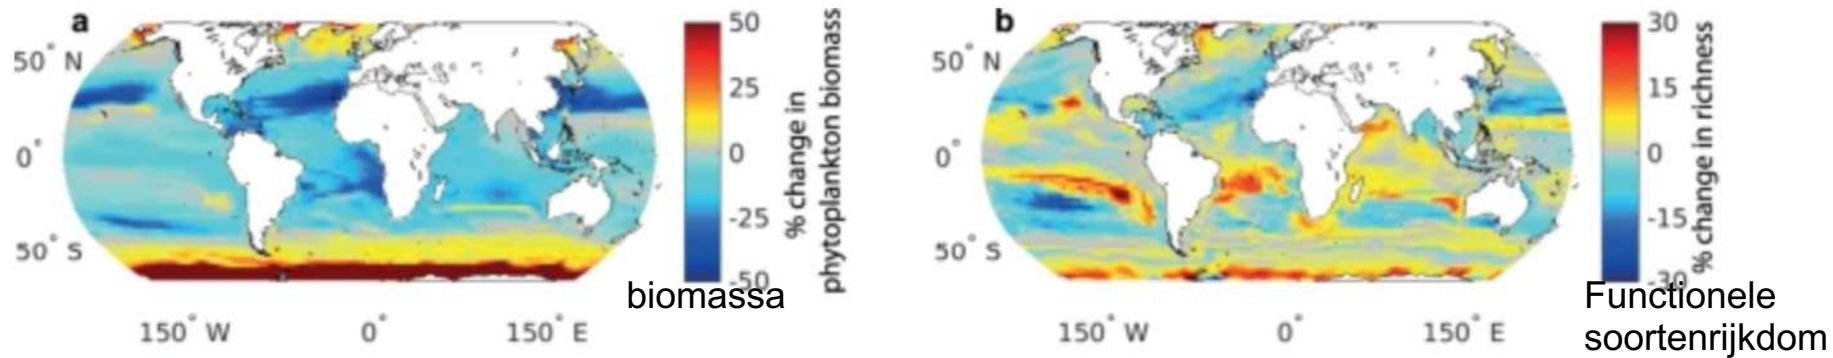 a
50° N
0°
50° S
150° W
0°
150° E
50
25
0
-25
-50
% change in
phytoplankton biomass
biomassa
b
50° N
0°
50° S
150° W
0°
150° E
30
15
0
-15
-30
% change in richness
Functionele
soortenrijkdom